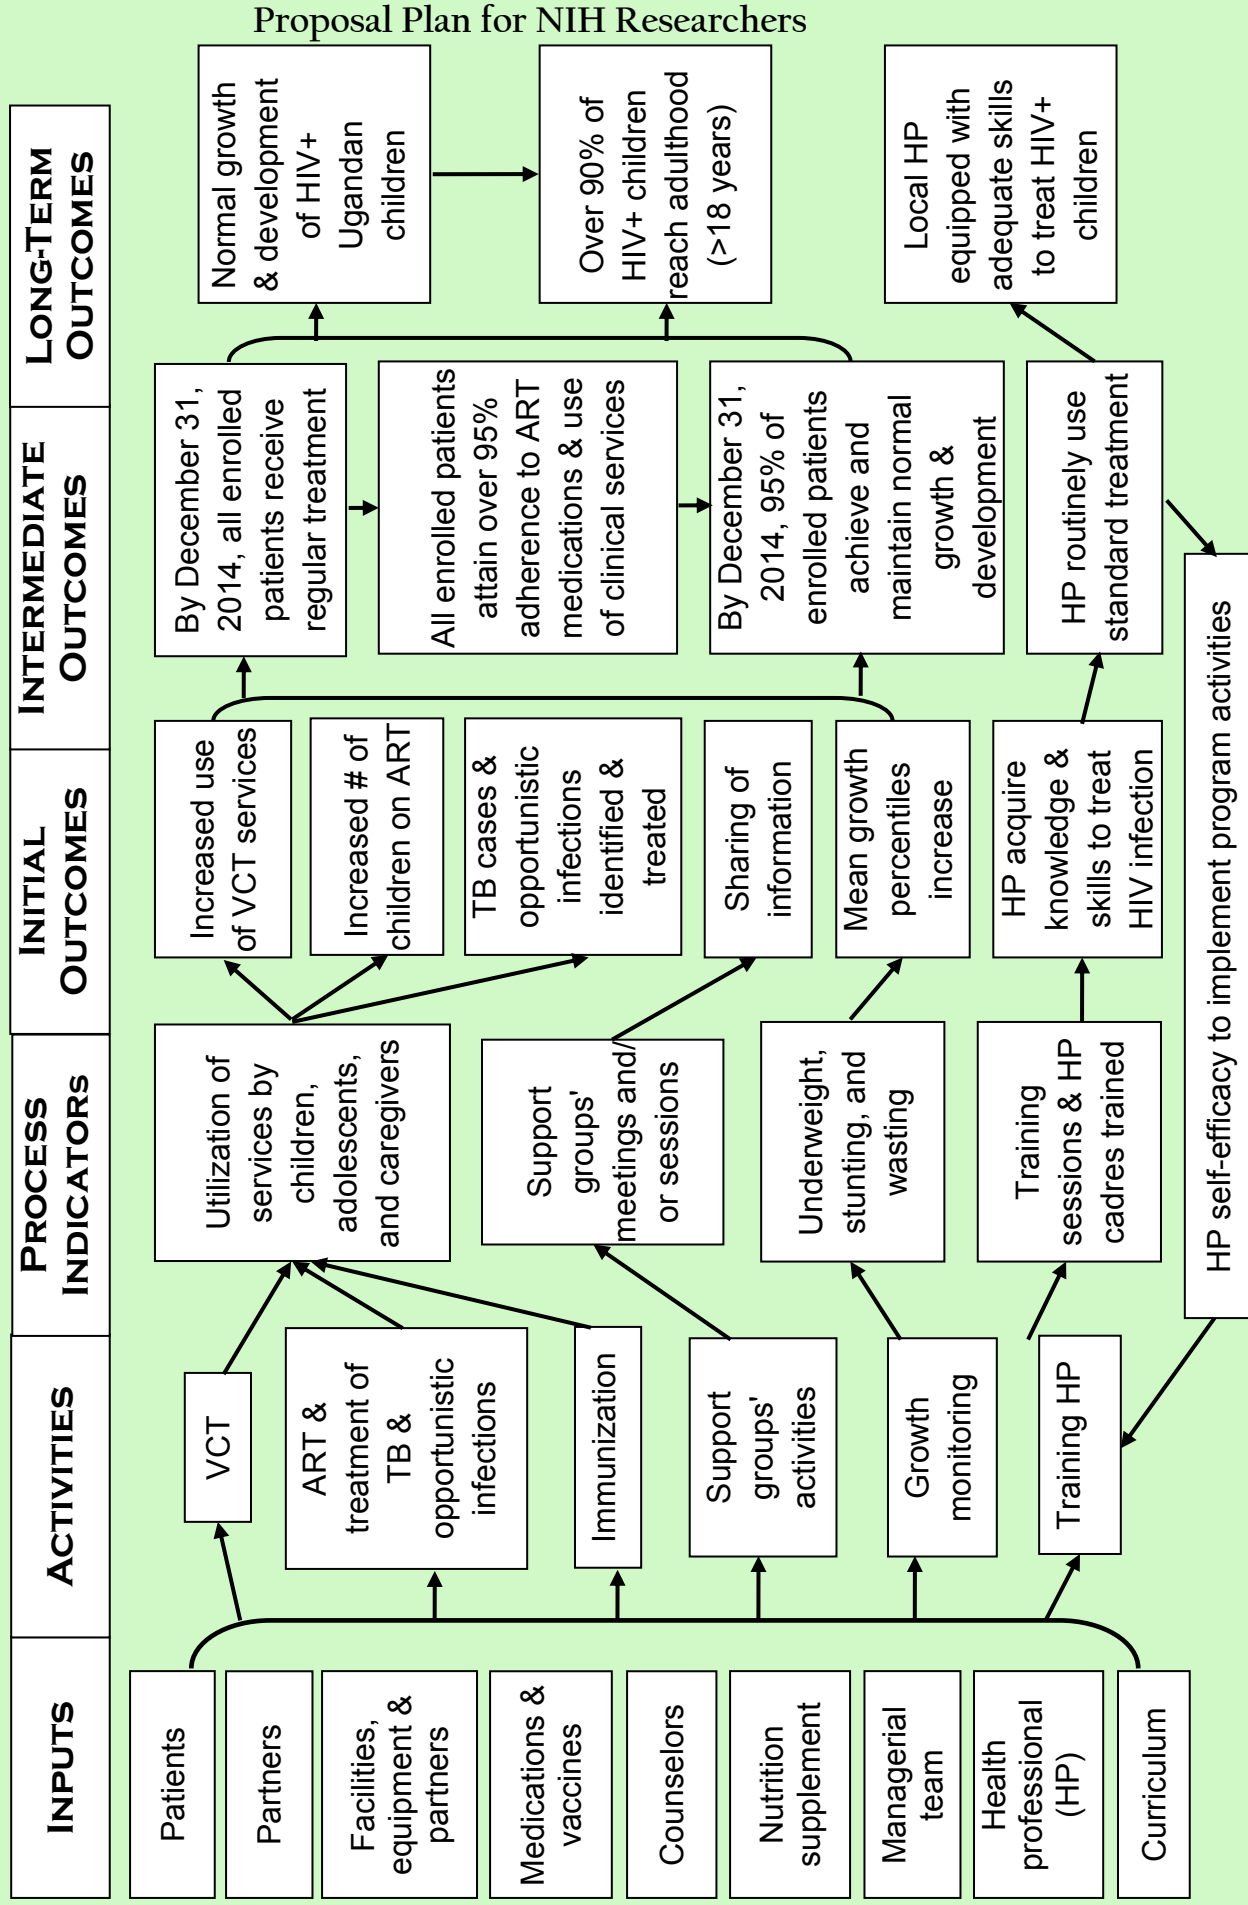 Proposal Plan for NIH Researchers
INPUTS
Patients
Partners
Facilities,
equipment &
partners
Medications &
vaccines
Counselors
Nutrition
supplement
Managerial
team
Health
professional
(HP)
Curriculum
ACTIVITIES
VCT
ART &
treatment of
TB &
opportunistic
infections
Immunization
Support
groups'
activities
Growth
monitoring
Training HP
PROCESS
INDICATORS
Utilization of
services by
children,
adolescents,
and caregivers
Support
groups'
meetings and/
or sessions
Underweight,
stunting, and
wasting
Training
sessions & HP
cadres trained
INITIAL
OUTCOMES
Increased use
of VCT services
Increased # of
children on ART
TB cases &
opportunistic
infections
identified &
treated
Sharing of
information
Mean growth
percentiles
increase
HP acquire
knowledge &
skills to treat
HIV infection
INTERMEDIATE
OUTCOMES
By December 31,
2014, all enrolled
patients receive
regular treatment
All enrolled patients
attain over 95%
adherence to ART
medications & use
of clinical services
By December 31,
2014, 95% of
enrolled patients
achieve and
maintain normal
growth &
development
HP routinely use
standard treatment
HP self-efficacy to implement program activities
LONG-TERM
OUTCOMES
Normal growth
& development
of HIV+
Ugandan
children
Over 90% of
HIV+ children
reach adulthood
(>18 years)
Local HP
equipped with
adequate skills
to treat HIV+
children